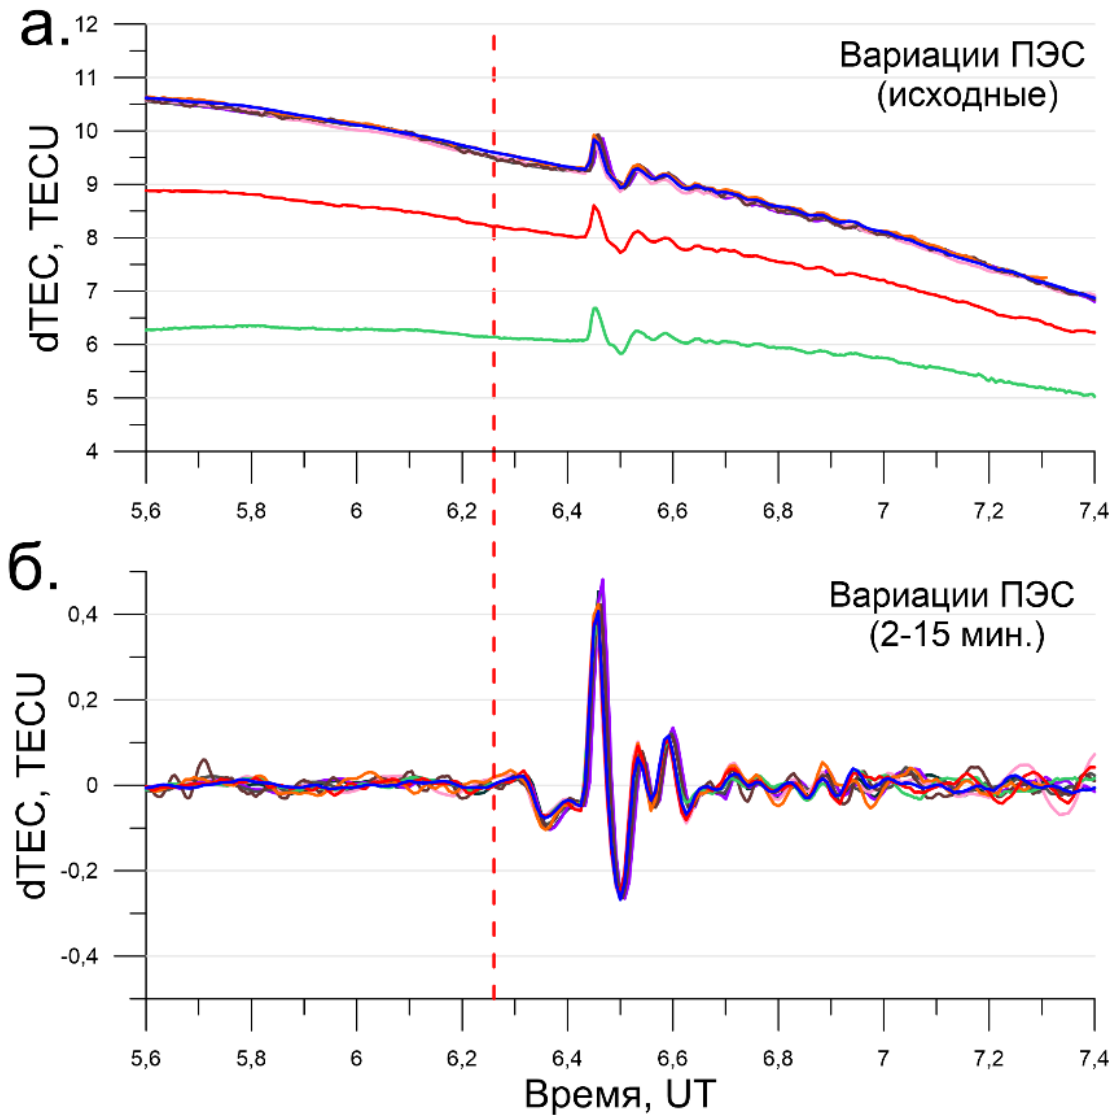 а.
Вариации ПЭС
(исходные)
dTEC, TECU
12
11
10
9
8
7
6
5
4
5,6 5,8 6 6,2 6,4 6,6 6,8 7 7,2 7,4
б.
Вариации ПЭС
(2-15 мин.)
dTEC, TECU
0,4
0,2
0
-0,2
-0,4
5,6 5,8 6 6,2 6,4 6,6 6,8 7 7,2 7,4
Время, UT